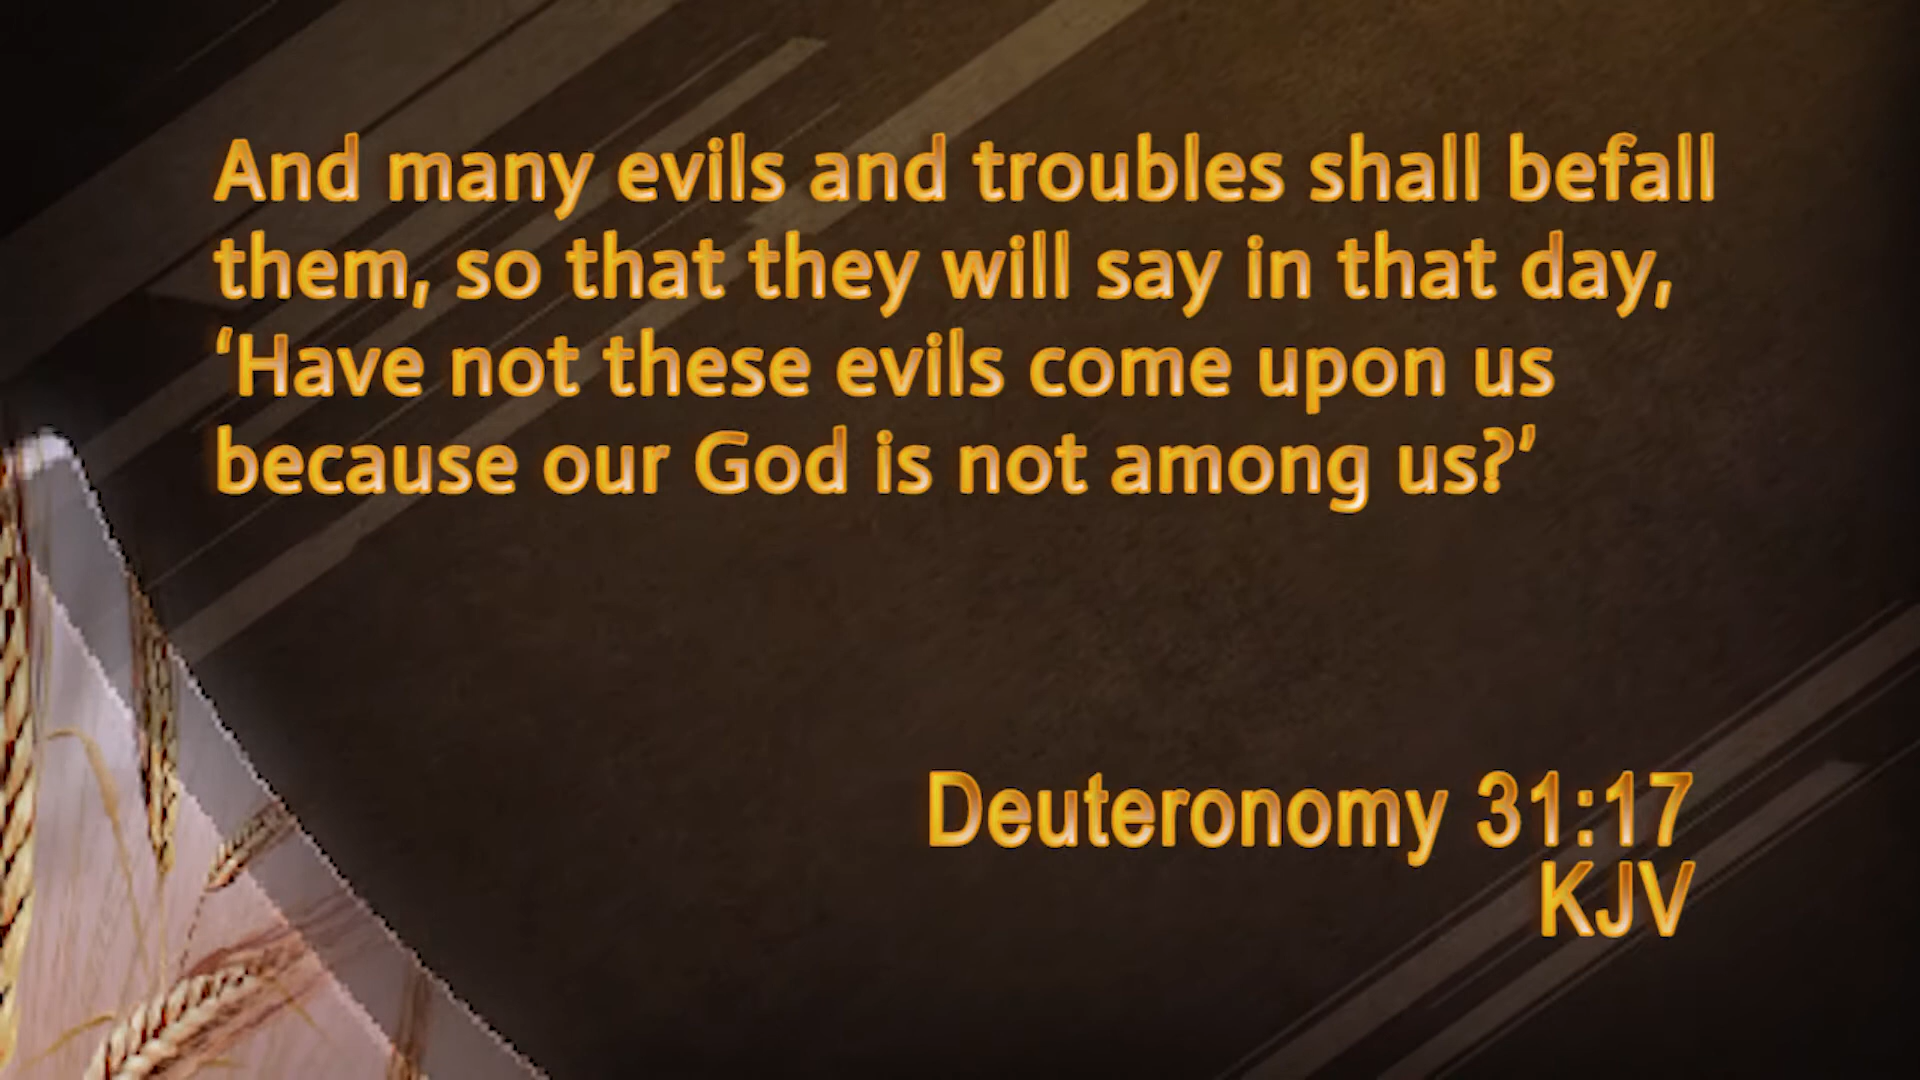 And many evils and troubles shall befall
them, so that they will say in that day,
‘Have not these evils come upon us
because our God is not among us?’
Deuteronomy 31:17
KJV